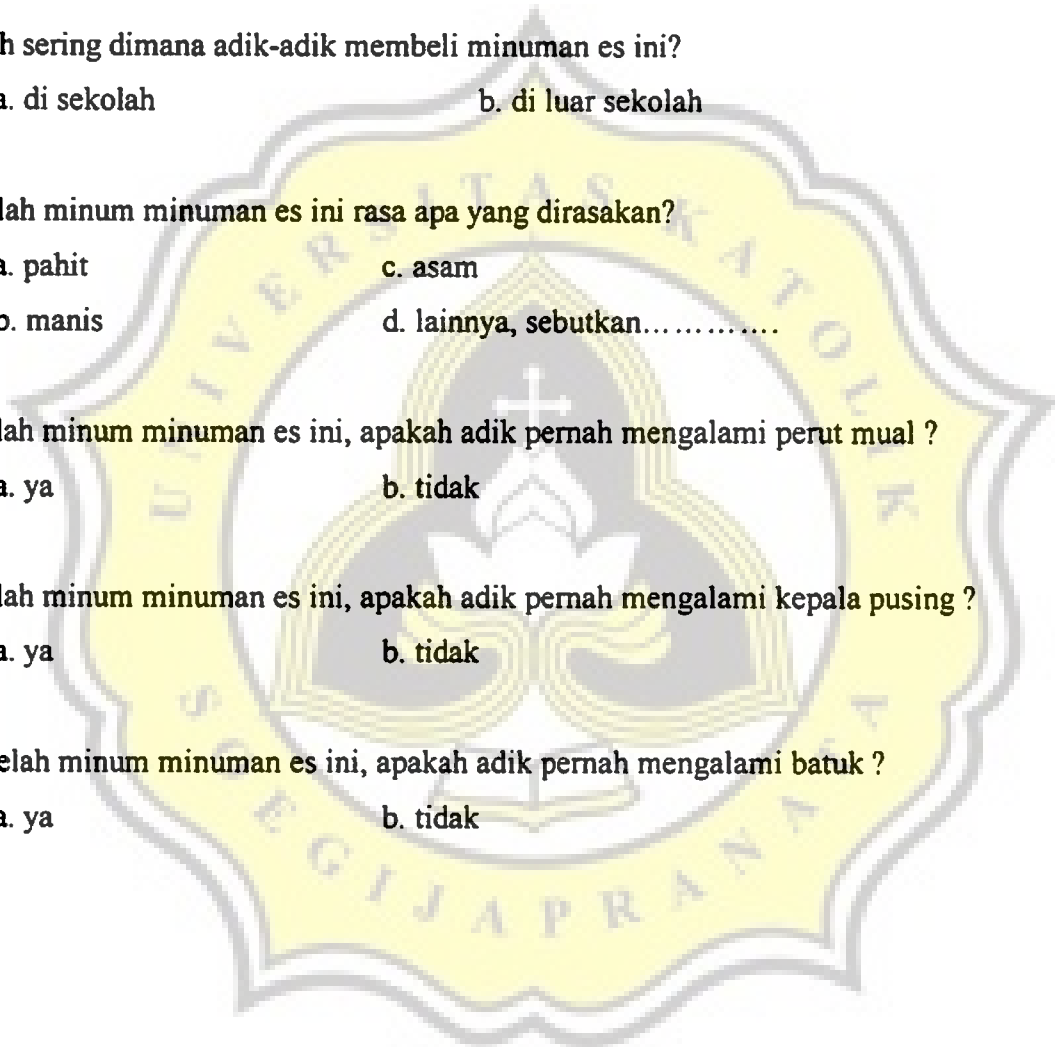 h sering dimana adik-adik membeli minuman es ini?
a. di sekolah b. di luar sekolah
lah minum minuman es ini rasa apa yang dirasakan?
a. pahit c. asam
b. manis d. lainnya, sebutkan.............
lah minum minuman es ini, apakah adik pernah mengalami perut mual ?
a. ya b. tidak
lah minum minuman es ini, apakah adik pernah mengalami kepala pusing ?
a. ya b. tidak
elah minum minuman es ini, apakah adik pernah mengalami batuk ?
a. ya b. tidak
UNIVERSITAS KATOLIK
SOEGIJAPRANATA